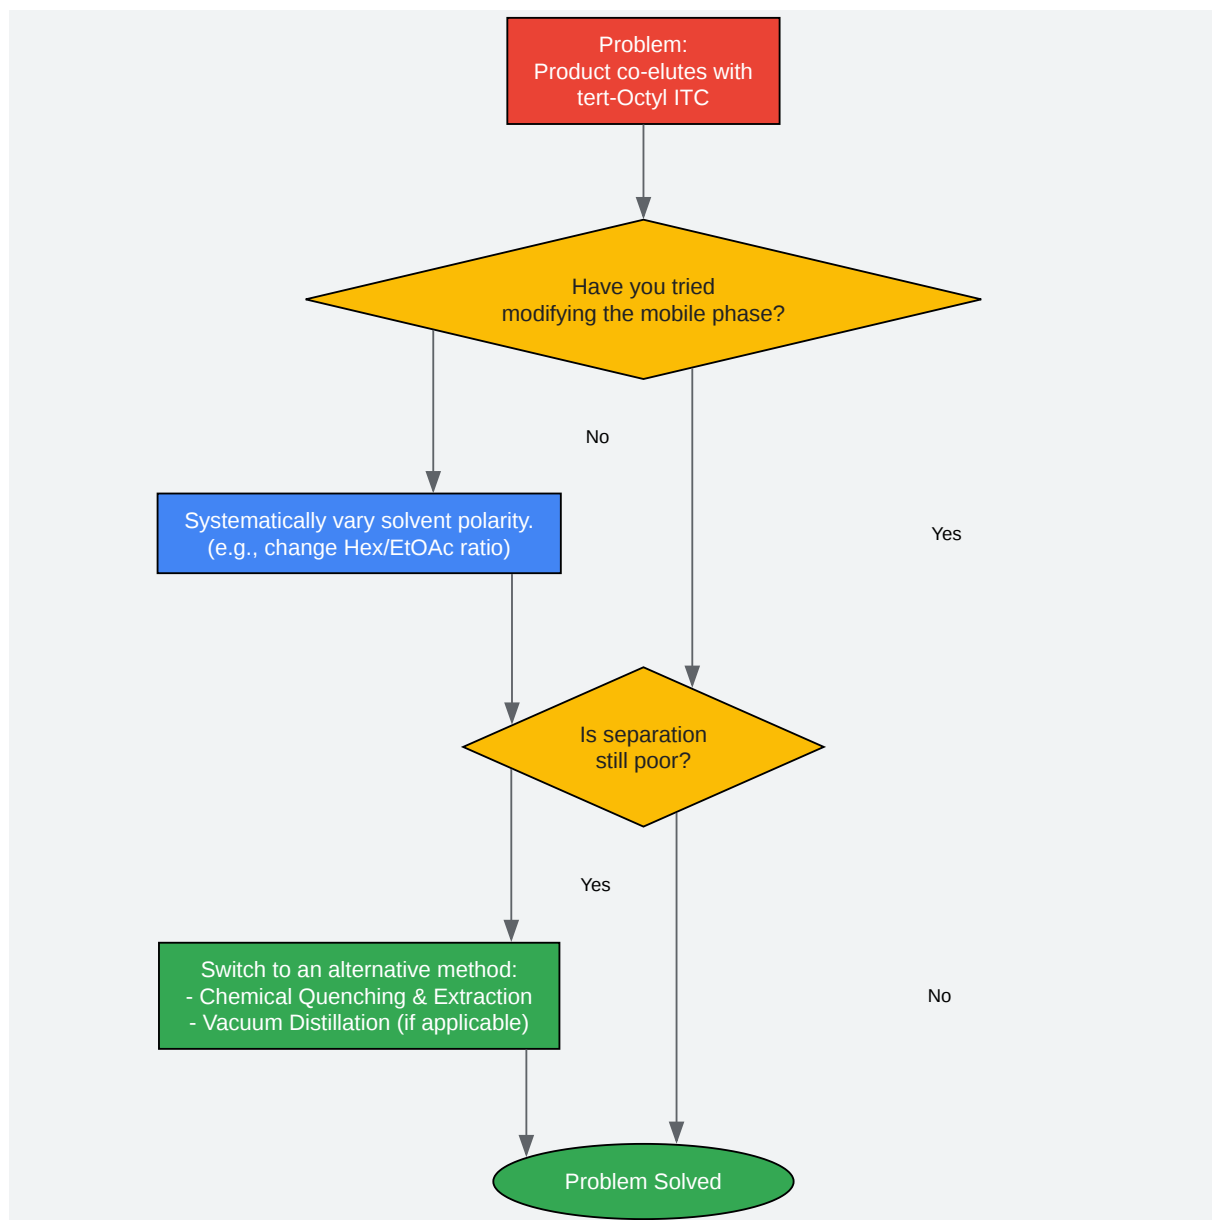 Problem:
Product co-elutes with
tert-Octyl ITC
Have you tried
modifying the mobile phase?
No
Systematically vary solvent polarity.
(e.g., change Hex/EtOAc ratio)
Yes
Is separation
still poor?
Yes
Switch to an alternative method:
- Chemical Quenching & Extraction
- Vacuum Distillation (if applicable)
No
Problem Solved